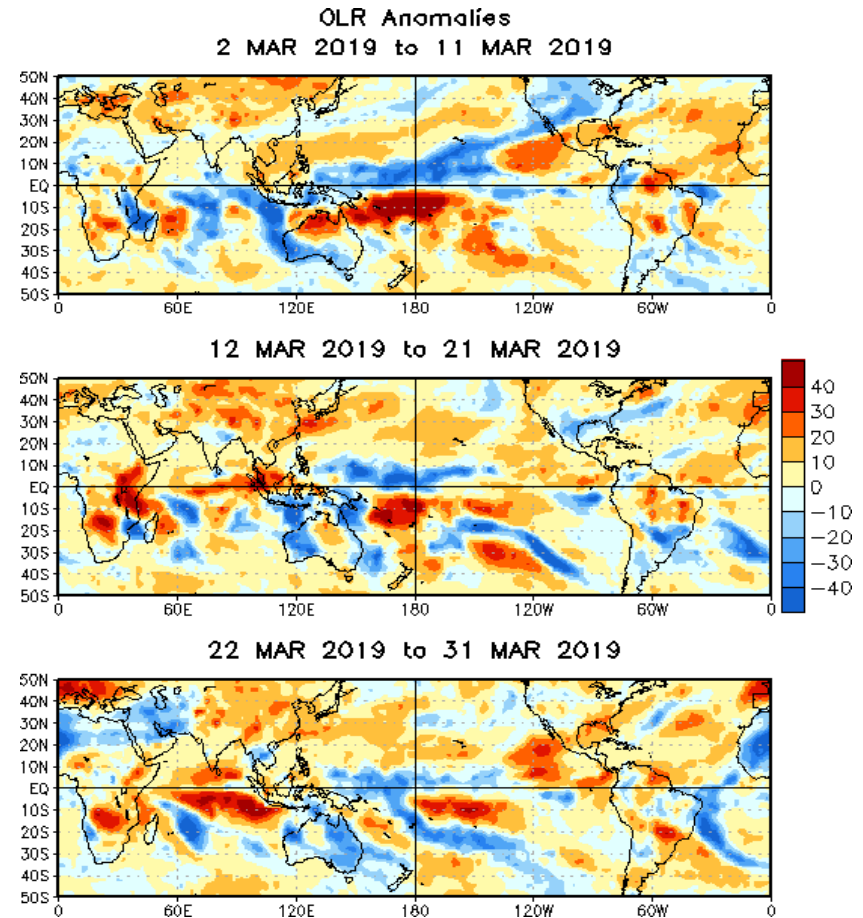 OLR Anomalies
2 MAR 2019 to 11 MAR 2019
50N
40N
30N
20N
10N
EQ
10S
20S
30S
40S
50S
0 60E 120E 180 120W 60W 0
12 MAR 2019 to 21 MAR 2019
50N
40N
30N
20N
10N
EQ
10S
20S
30S
40S
50S
0 60E 120E 180 120W 60W 0
40
30
20
10
0
−10
−20
−30
−40
22 MAR 2019 to 31 MAR 2019
50N
40N
30N
20N
10N
EQ
10S
20S
30S
40S
50S
0 60E 120E 180 120W 60W 0